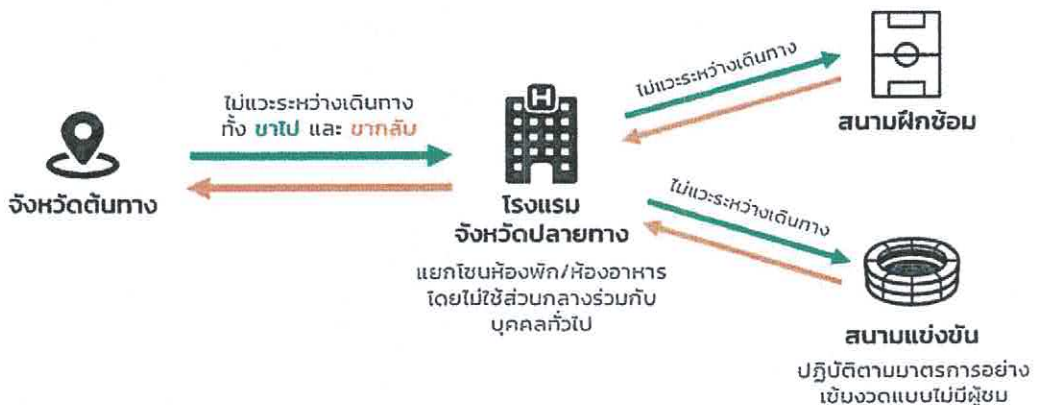 ไม่แวะระหว่างเดินทาง
ทั้ง ขาไป และ ขากลับ
จังหวัดต้นทาง
H
โรงแรม
จังหวัดปลายทาง
แยกโซนห้องพัก/ห้องอาหาร
โดยไม่ใช้ส่วนกลางร่วมกับ
บุคคลทั่วไป
ไม่แวะระหว่างเดินทาง
สนามฝึกซ้อม
ไม่แวะระหว่างเดินทาง
สนามแข่งขัน
ปฏิบัติตามมาตรการอย่าง
เข้มงวดแบบไม่มีผู้ชม